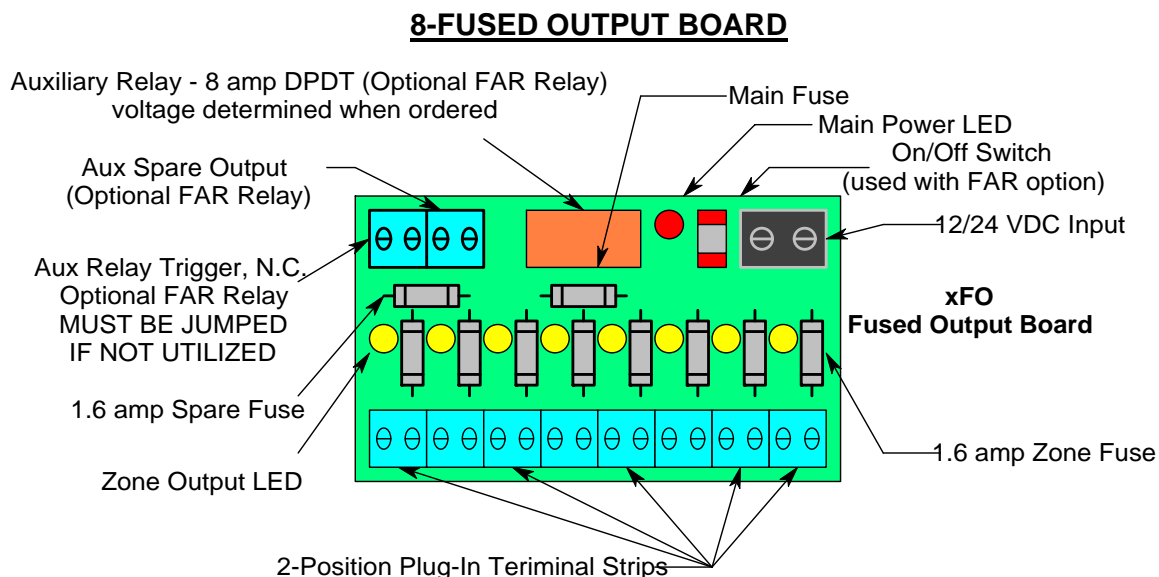 8-FUSED OUTPUT BOARD
Auxiliary Relay - 8 amp DPDT (Optional FAR Relay)
voltage determined when ordered
Main Fuse
Main Power LED
On/Off Switch
(used with FAR option)
Aux Spare Output
(Optional FAR Relay)
12/24 VDC Input
Aux Relay Trigger, N.C.
Optional FAR Relay
MUST BE JUMPED
IF NOT UTILIZED
xFO
Fused Output Board
1.6 amp Spare Fuse
1.6 amp Zone Fuse
Zone Output LED
2-Position Plug-In Teriminal Strips